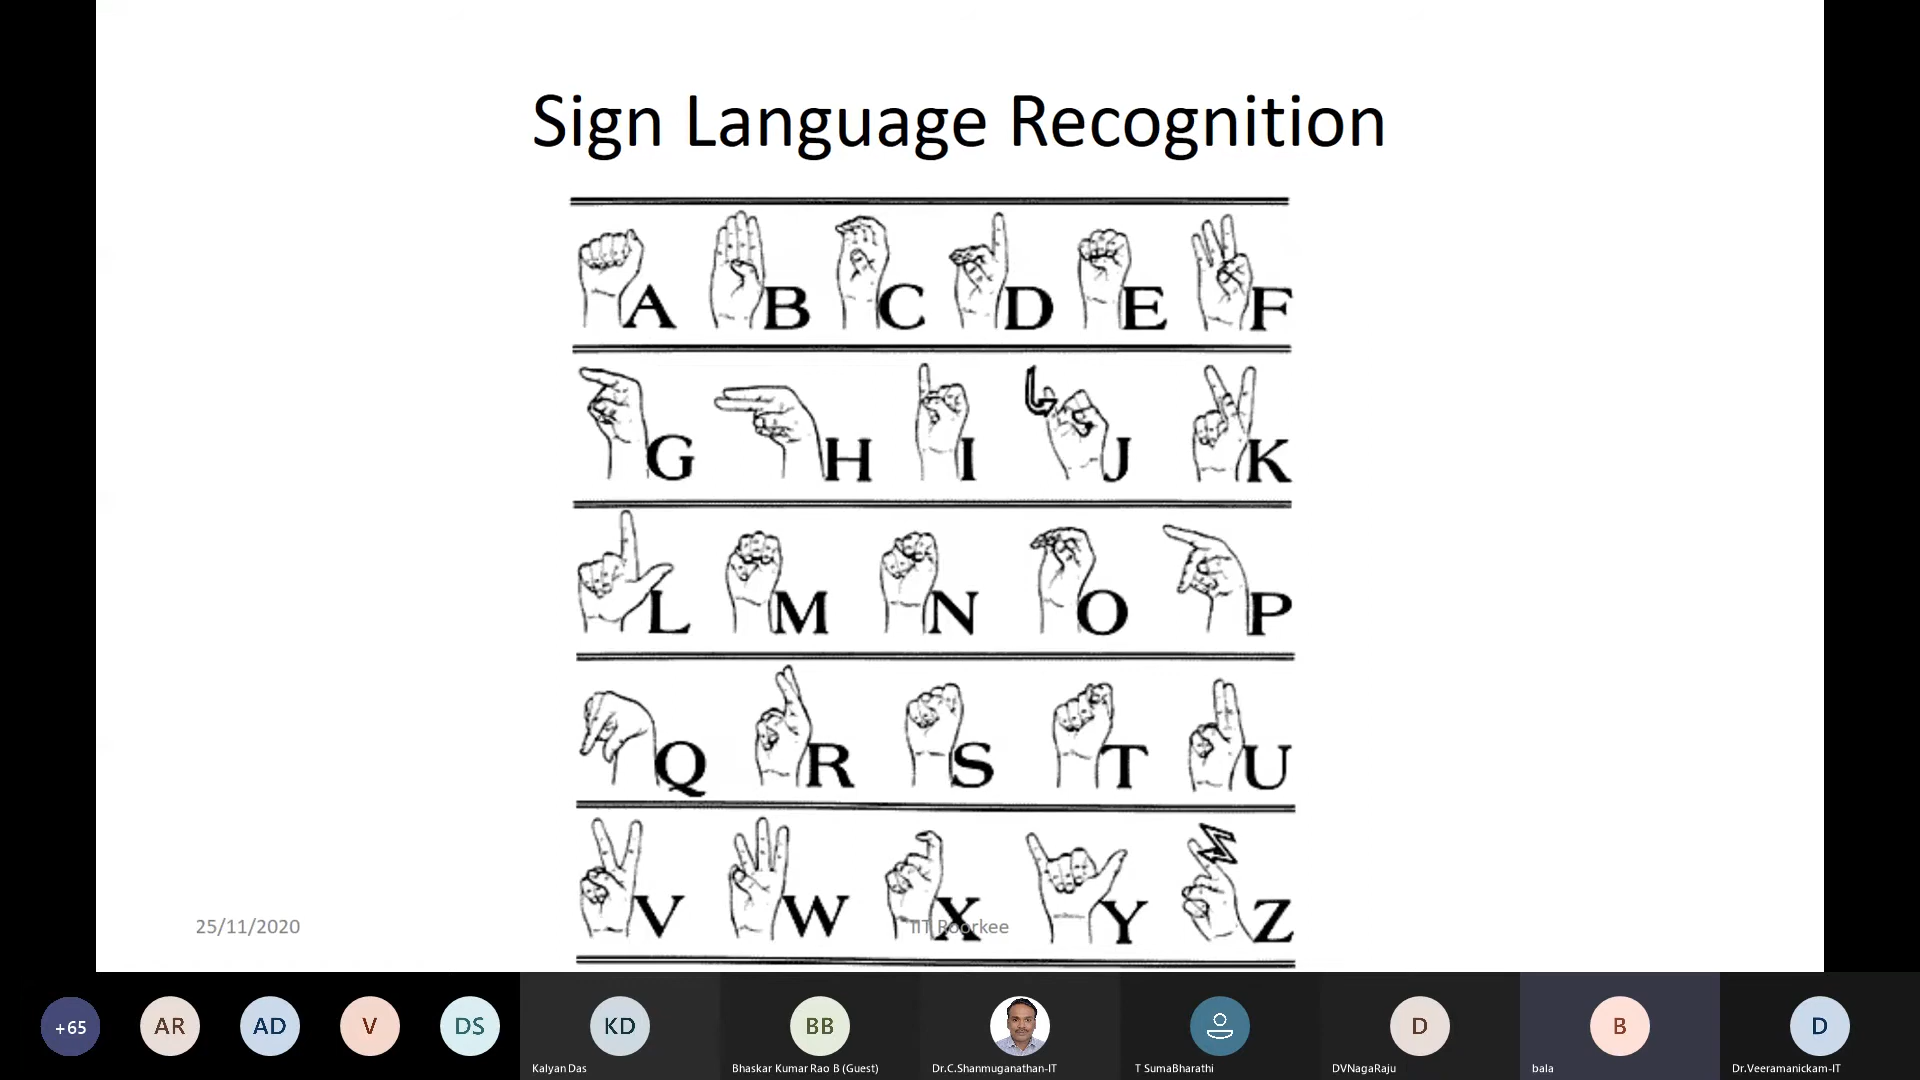 Sign Language Recognition
A B C D E F
G H I J K
L M N O P
Q R S T U
V W X Y Z
25/11/2020
IIT Roorkee
+65 AR AD V DS KD BB D B D
Kalyan Das Bhaskar Kumar Rao B (Guest) Dr.C.Shanmuganathan-IT T SumaBharathi DVNagaRaju bala Dr.Veeramanickam-IT